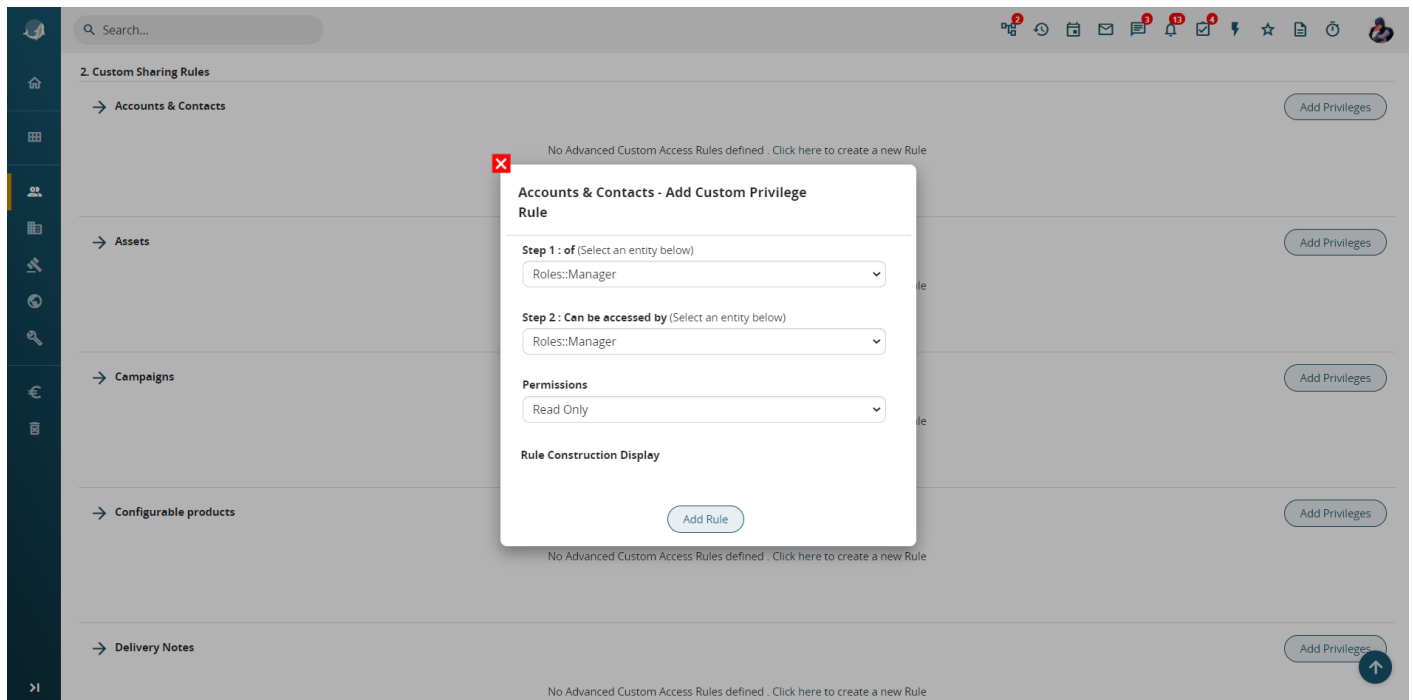 Search...
2
3
13
4
2. Custom Sharing Rules
Accounts & Contacts
Add Privileges
No Advanced Custom Access Rules defined . Click here to create a new Rule
Accounts & Contacts - Add Custom Privilege
Rule
Step 1 : of (Select an entity below)
Roles::Manager
Step 2 : Can be accessed by (Select an entity below)
Roles::Manager
Permissions
Read Only
Rule Construction Display
Add Rule
Assets
Add Privileges
Campaigns
Add Privileges
Configurable products
Add Privileges
No Advanced Custom Access Rules defined . Click here to create a new Rule
Delivery Notes
Add Privileges
No Advanced Custom Access Rules defined . Click here to create a new Rule